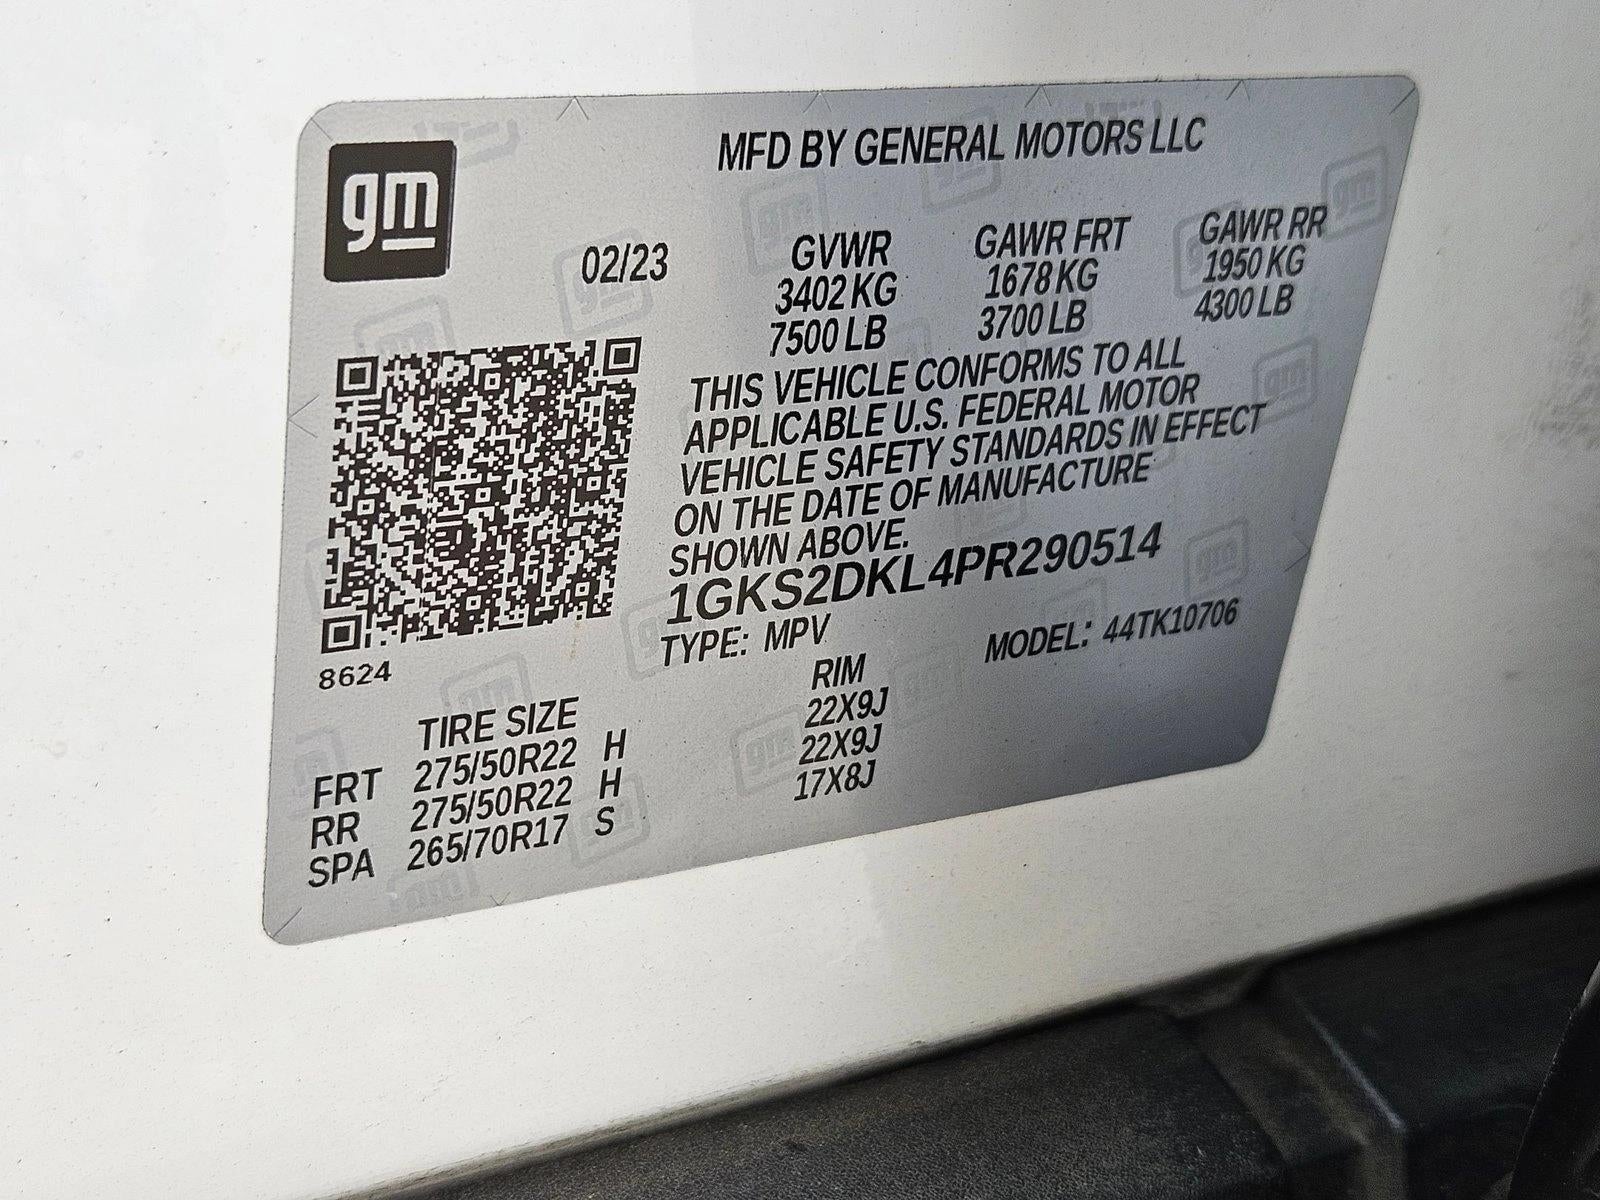 gm
MFD BY GENERAL MOTORS LLC
02/23 GVWR GAWR FRT GAWR RR
3402 KG 1678 KG 1950 KG
7500 LB 3700 LB 4300 LB
THIS VEHICLE CONFORMS TO ALL
APPLICABLE U.S. FEDERAL MOTOR
VEHICLE SAFETY STANDARDS IN EFFECT
ON THE DATE OF MANUFACTURE
SHOWN ABOVE.
1GKS2DKL4PR290514
TYPE: MPV MODEL: 44TK10706
8624
TIRE SIZE RIM
FRT 275/50R22 H 22X9J
RR 275/50R22 H 22X9J
SPA 265/70R17 S 17X8J